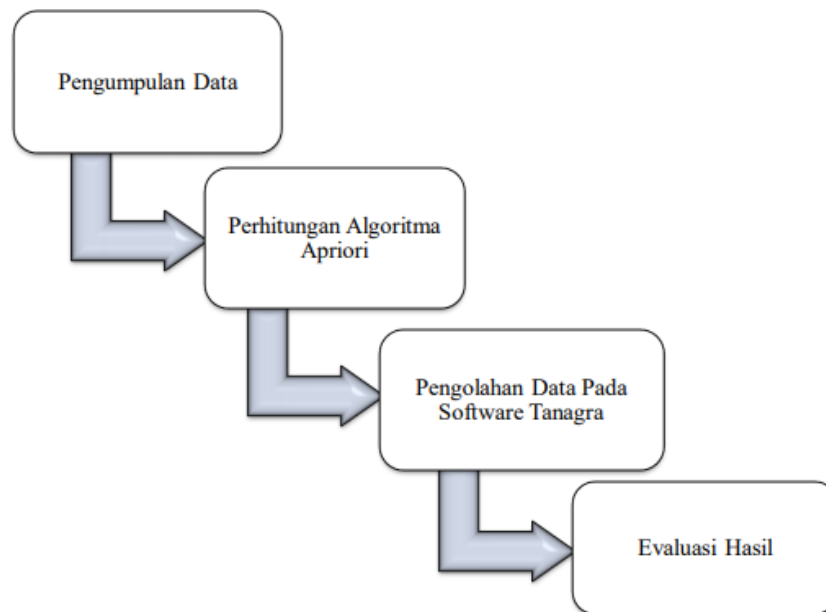 Pengumpulan Data
Perhitungan Algoritma
Apriori
Pengolahan Data Pada
Software Tanagra
Evaluasi Hasil